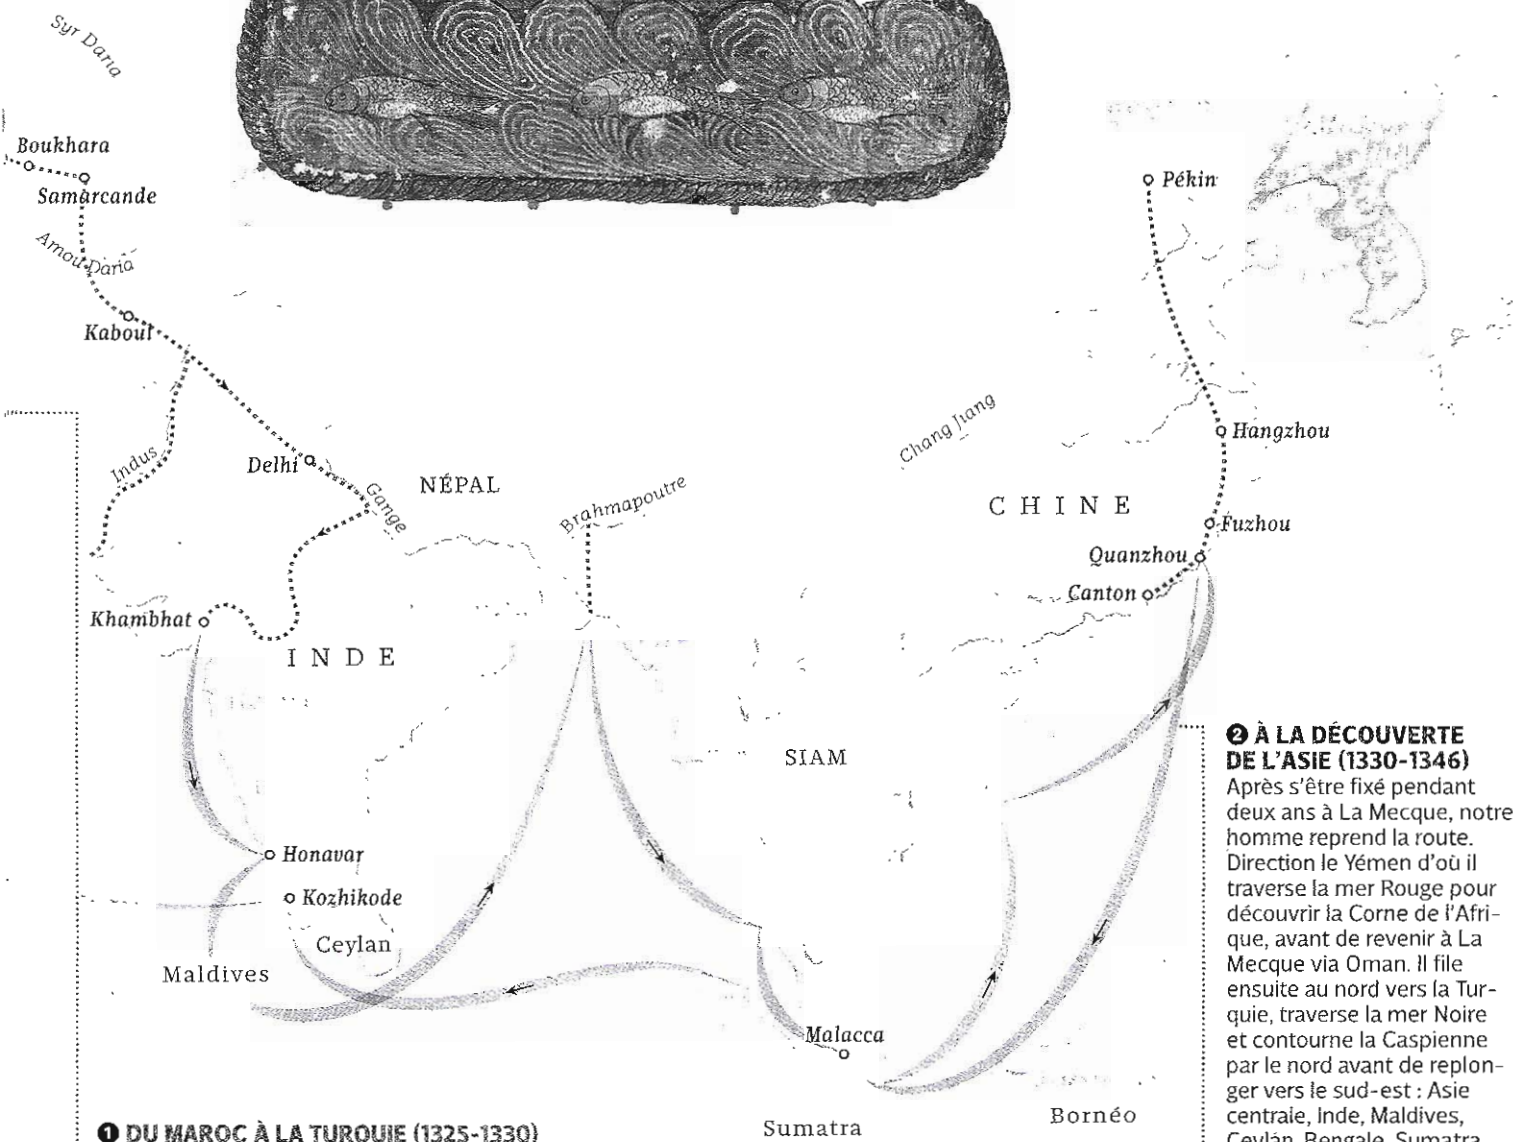 Syr Daria
Boukhara
Samarcande
Amou Daria
Kaboul
Pékin
Indus
Delhi
Gange
NÉPAL
Brahmapoutre
Chang Jiang
Hangzhou
CHINE
Fuzhou
Quanzhou
Canton
Khambhat
INDE
SIAM
Honavar
Kozhikode
Ceylan
Maldives
Malacca
Sumatra
Bornéo
❶ DU MAROC À LA TURQUIE (1325-1330)
❷ À LA DÉCOUVERTE
DE L’ASIE (1330-1346)
Après s’être fixé pendant
deux ans à La Mecque, notre
homme reprend la route.
Direction le Yémen d’où il
traverse la mer Rouge pour
découvrir la Corne de l’Afri-
que, avant de revenir à La
Mecque via Oman. Il file
ensuite au nord vers la Tur-
quie, traverse la mer Noire
et contourne la Caspienne
par le nord avant de replon-
ger vers le sud-est : Asie
centrale, Inde, Maldives,
Ceylan, Bengale, Sumatra